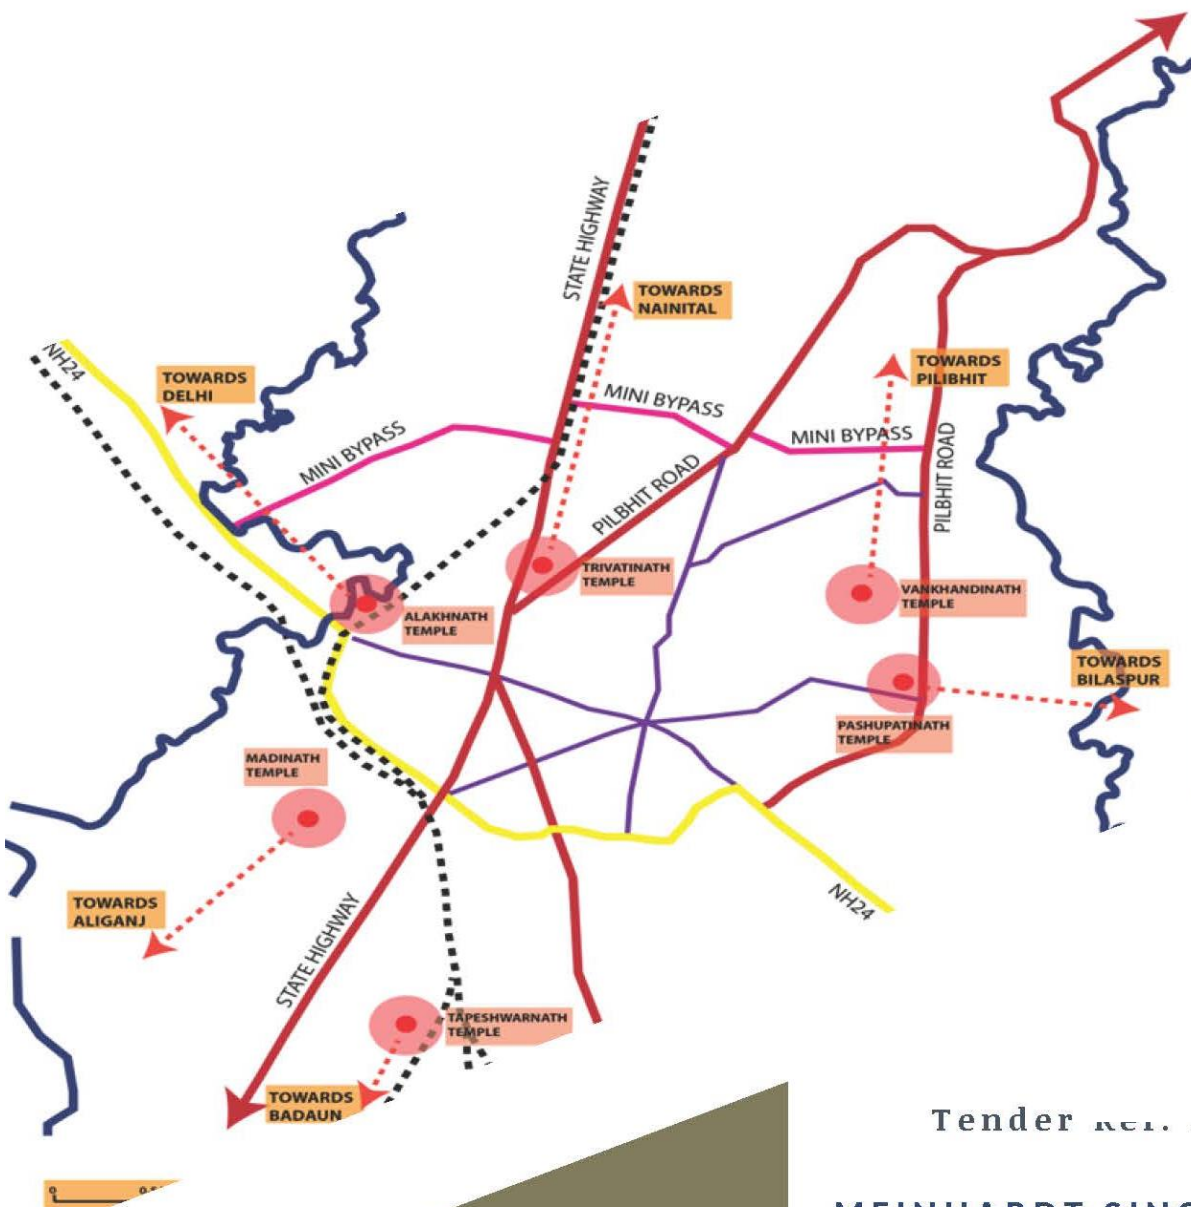 STATE HIGHWAY
TOWARDS
NAINITAL
NH24
TOWARDS
DELHI
TOWARDS
PILIBHIT
MINI BYPASS
MINI BYPASS
MINI BYPASS
PILBHIT ROAD
PILBHIT ROAD
TRIVATINATH
TEMPLE
VANKHANDINATH
TEMPLE
ALAKHNATH
TEMPLE
TOWARDS
BILASPUR
PASHUPATINATH
TEMPLE
MADINATH
TEMPLE
TOWARDS
ALIGANJ
NH24
STATE HIGHWAY
TAPESHWARNATH
TEMPLE
TOWARDS
BADAUN
Tender
0